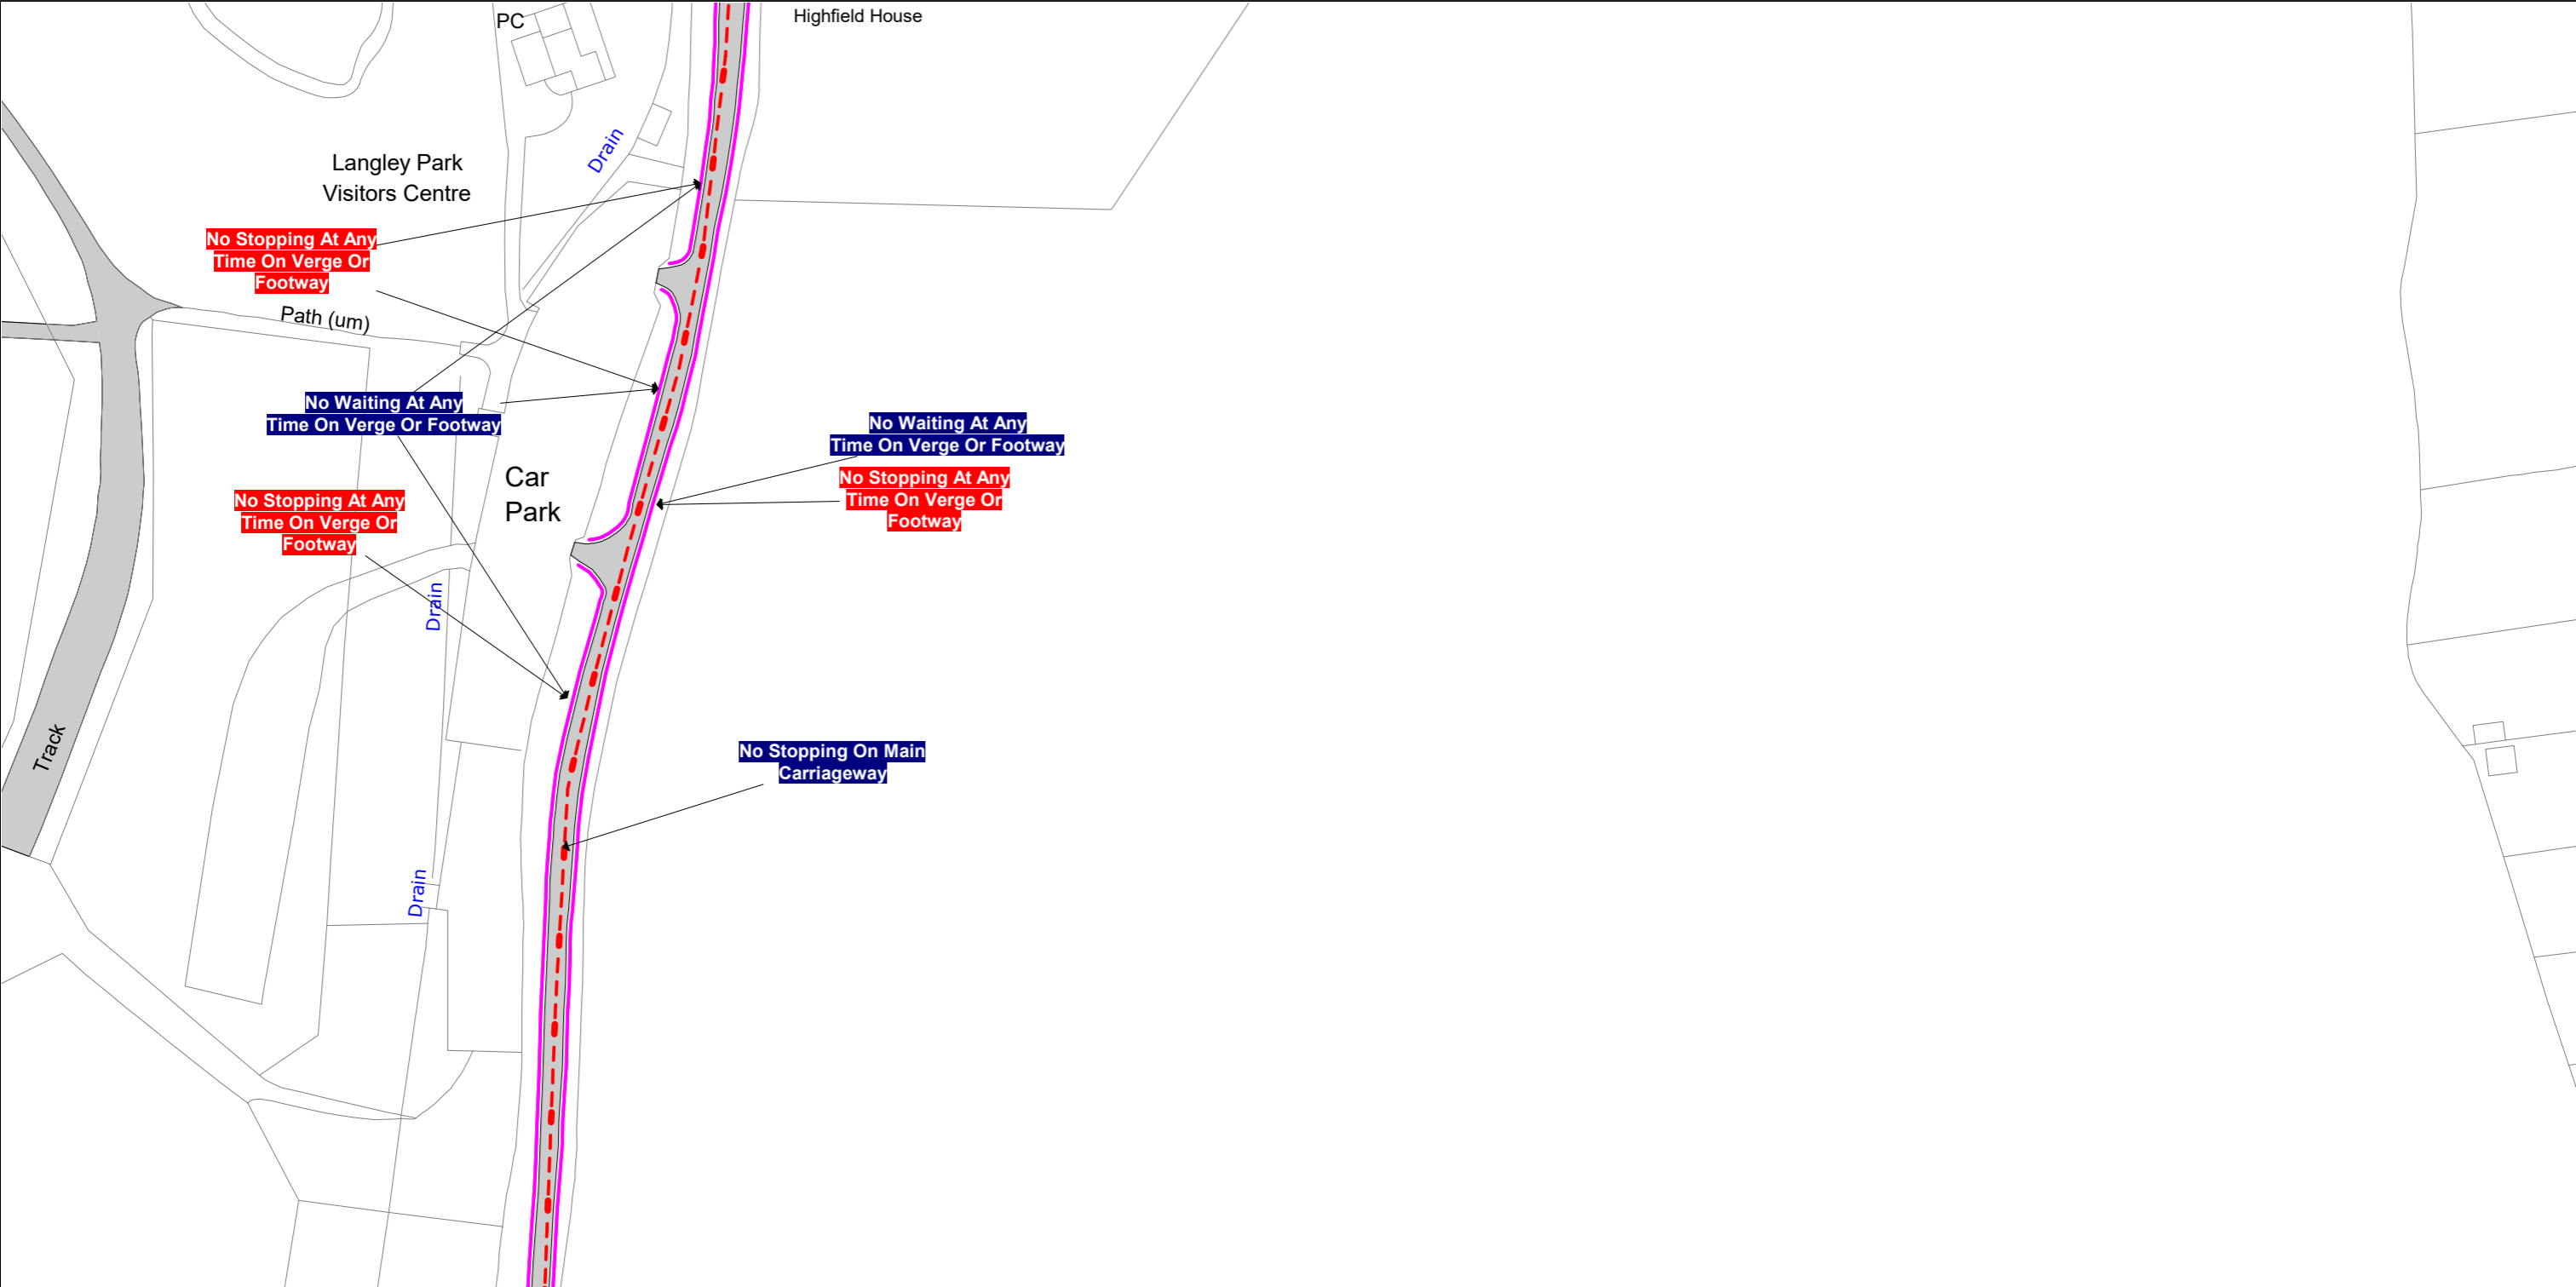 PC
Highfield House
Drain
Langley Park
Visitors Centre
No Stopping At Any
Time On Verge Or
Footway
Path (um)
No Waiting At Any
Time On Verge Or Footway
No Waiting At Any
Time On Verge Or Footway
Car
Park
No Stopping At Any
Time On Verge Or
Footway
No Stopping At Any
Time On Verge Or
Footway
Drain
Track
No Stopping On Main
Carriageway
Drain